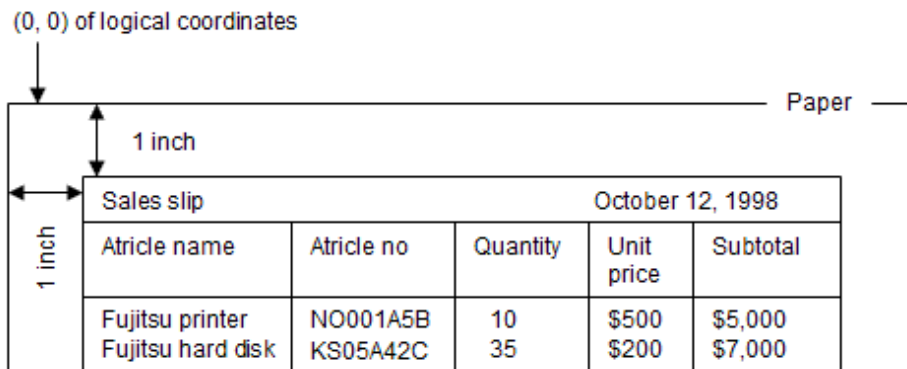 (0, 0) of logical coordinates
Paper
1 inch
1 inch
Sales slip October 12, 1998
Atricle name Atricle no Quantity Unit price Subtotal
Fujitsu printer NO001A5B 10 $500 $5,000
Fujitsu hard disk KS05A42C 35 $200 $7,000